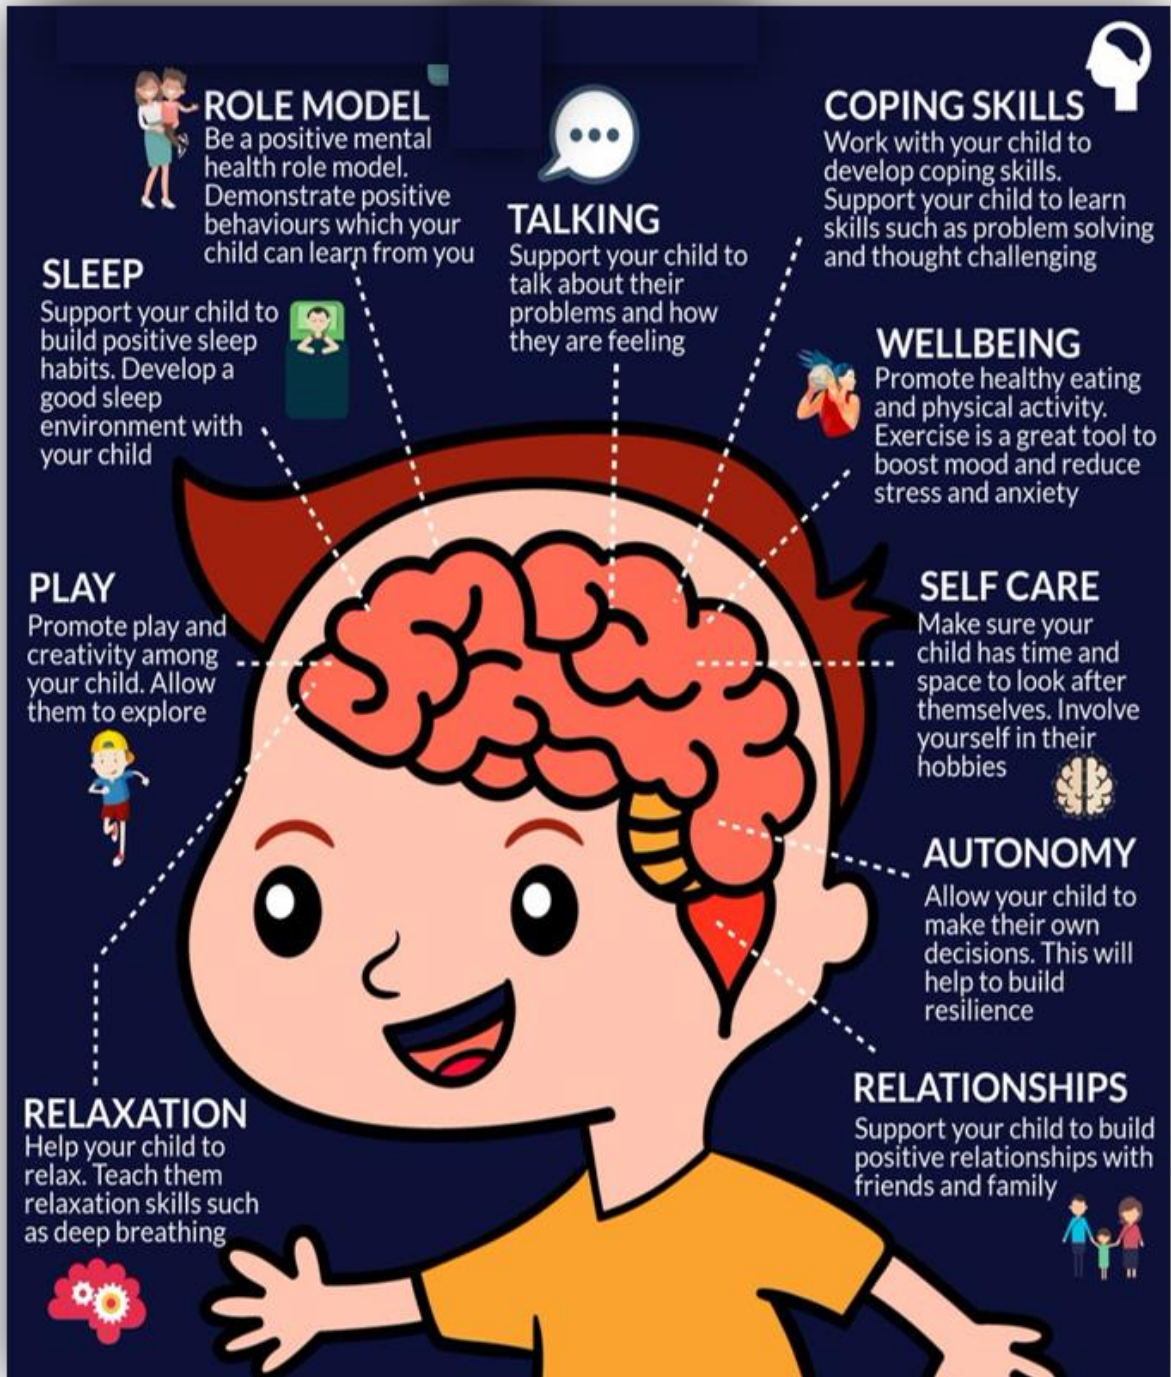 ROLE MODEL
Be a positive mental
health role model.
Demonstrate positive
behaviours which your
child can learn from you
TALKING
Support your child to
talk about their
problems and how
they are feeling
COPING SKILLS
Work with your child to
develop coping skills.
Support your child to learn
skills such as problem solving
and thought challenging
SLEEP
Support your child to
build positive sleep
habits. Develop a
good sleep
environment with
your child
WELLBEING
Promote healthy eating
and physical activity.
Exercise is a great tool to
boost mood and reduce
stress and anxiety
PLAY
Promote play and
creativity among
your child. Allow
them to explore
SELF CARE
Make sure your
child has time and
space to look after
themselves. Involve
yourself in their
hobbies
AUTONOMY
Allow your child to
make their own
decisions. This will
help to build
resilience
RELAXATION
Help your child to
relax. Teach them
relaxation skills such
as deep breathing
RELATIONSHIPS
Support your child to build
positive relationships with
friends and family